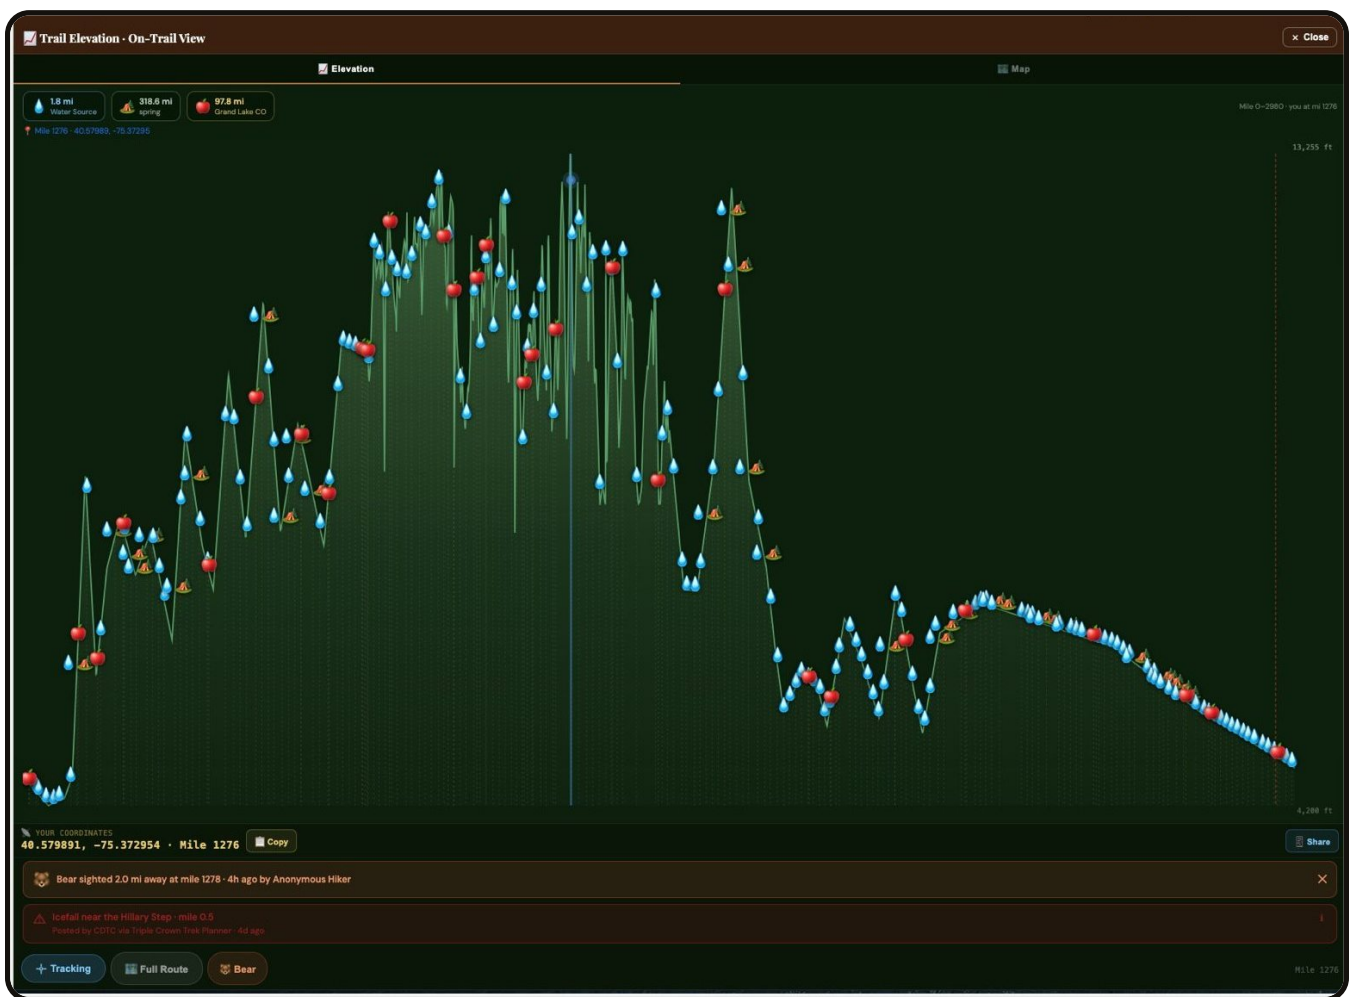 Trail Elevation · On-Trail View
× Close
Elevation
Map
1.8 mi
Water Source
318.6 mi
spring
97.8 mi
Grand Lake CO
Mile 0–2980 · you at mi 1276
Mile 1276 · 40.57989, -75.37295
13,255 ft
4,200 ft
YOUR COORDINATES
40.579891, -75.372954 · Mile 1276
Copy
Share
Bear sighted 2.0 mi away at mile 1278 · 4h ago by Anonymous Hiker
Icefall near the Hillary Step · mile 0.5
Posted by CDTC via Triple Crown Trek Planner · 4d ago
Tracking
Full Route
Bear
Mile 1276